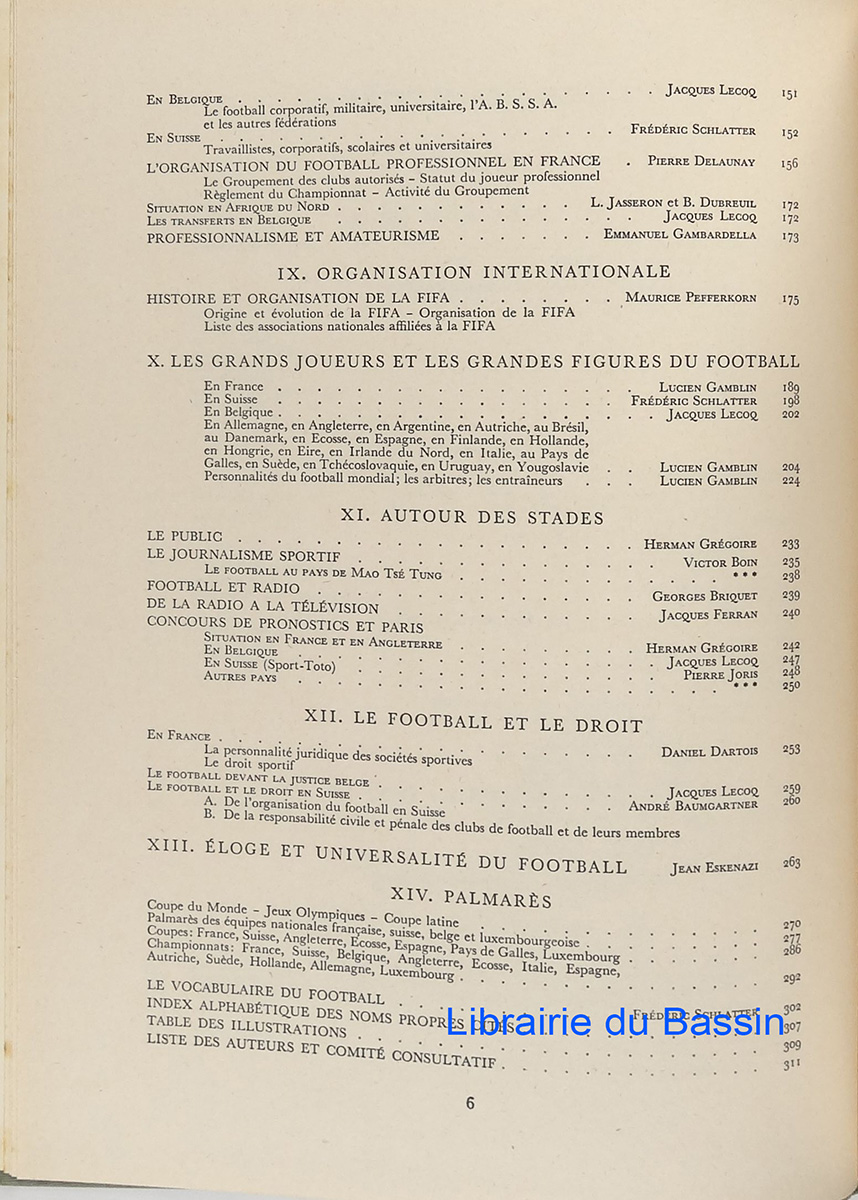 EN BELGIQUE . . . . . . . . . . . . . . . . . . . JACQUES LECOQ 151
Le football corporatif, militaire, universitaire, l'A. B. S. S. A.
et les autres fédérations
EN SUISSE . . . . . . . . . . . . . . . . . . . FRÉDÉRIC SCHLATTER 152
Travaillistes, corporatifs, scolaires et universitaires
L'ORGANISATION DU FOOTBALL PROFESSIONNEL EN FRANCE . PIERRE DELAUNAY 156
Le Groupement des clubs autorisés – Statut du joueur professionnel
Règlement du Championnat – Activité du Groupement
SITUATION EN AFRIQUE DU NORD . . . . . . . . . . . L. JASSERON et B. DUBREUIL 172
LES TRANSFERTS EN BELGIQUE . . . . . . . . . . . . . JACQUES LECOQ 172
PROFESSIONNALISME ET AMATEURISME . . . . . . . EMMANUEL GAMBARDELLA 173
IX. ORGANISATION INTERNATIONALE
HISTOIRE ET ORGANISATION DE LA FIFA . . . . . . . . MAURICE PEFFERKORN 175
Origine et évolution de la FIFA – Organisation de la FIFA
Liste des associations nationales affiliées à la FIFA
X. LES GRANDS JOUEURS ET LES GRANDES FIGURES DU FOOTBALL
En France . . . . . . . . . . . . . . . . . LUCIEN GAMBLIN 189
En Suisse . . . . . . . . . . . . . . . . FRÉDÉRIC SCHLATTER 198
En Belgique . . . . . . . . . . . . . . . . . JACQUES LECOQ 202
En Allemagne, en Angleterre, en Argentine, en Autriche, au Brésil,
au Danemark, en Ecosse, en Espagne, en Finlande, en Hollande,
en Hongrie, en Eire, en Irlande du Nord, en Italie, au Pays de
Galles, en Suède, en Tchécoslovaquie, en Uruguay, en Yougoslavie . . LUCIEN GAMBLIN 204
Personnalités du football mondial; les arbitres; les entraîneurs . . . LUCIEN GAMBLIN 224
XI. AUTOUR DES STADES
LE PUBLIC . . . . . . . . . . . . . . . . . . . HERMAN GRÉGOIRE 233
LE JOURNALISME SPORTIF . . . . . . . . . . . . . . VICTOR BOIN 235
LE FOOTBALL AU PAYS DE MAO TSÉ TUNG . . . . . . . . . . . . *** 238
FOOTBALL ET RADIO . . . . . . . . . . . . . . . GEORGES BRIQUET 239
DE LA RADIO A LA TÉLÉVISION . . . . . . . . . . . . JACQUES FERRAN 240
CONCOURS DE PRONOSTICS ET PARIS
SITUATION EN FRANCE ET EN ANGLETERRE . . . . . . . . . HERMAN GRÉGOIRE 242
EN BELGIQUE . . . . . . . . . . . . . . . . . JACQUES LECOQ 247
EN SUISSE (Sport-Toto) . . . . . . . . . . . . . . . PIERRE JORIS 248
AUTRES PAYS . . . . . . . . . . . . . . . . . . . *** 250
XII. LE FOOTBALL ET LE DROIT
EN FRANCE . . . . . . . . . . . . . . . . . . . DANIEL DARTOIS 253
La personnalité juridique des sociétés sportives
Le droit sportif
LE FOOTBALL DEVANT LA JUSTICE BELGE . . . . . . . . . . . JACQUES LECOQ 259
LE FOOTBALL ET LE DROIT EN SUISSE . . . . . . . . . . ANDRÉ BAUMGARTNER 260
A. De l'organisation du football en Suisse
B. De la responsabilité civile et pénale des clubs de football et de leurs membres
XIII. ÉLOGE ET UNIVERSALITÉ DU FOOTBALL JEAN ESKENAZI 263
XIV. PALMARÈS
Coupe du Monde – Jeux Olympiques – Coupe latine . . . . . . . . . . 270
Palmarès des équipes nationales française, suisse, belge et luxembourgeoise . . . . . . 277
Coupes: France, Suisse, Angleterre, Ecosse, Espagne, Pays de Galles, Luxembourg . . . . . 286
Championnats: France, Suisse, Belgique, Angleterre, Ecosse, Italie, Espagne,
Autriche, Suède, Hollande, Allemagne, Luxembourg . . . . . . . . . . 292
LE VOCABULAIRE DU FOOTBALL . . . . . . . . FRÉDÉRIC SCHLATTER 302
INDEX ALPHABÉTIQUE DES NOMS PROPRES CITÉS . . . . . . . . 307
TABLE DES ILLUSTRATIONS . . . . . . . . . . . . . . 309
LISTE DES AUTEURS ET COMITÉ CONSULTATIF . . . . . . . . . . 311
Librairie du Bassin
6